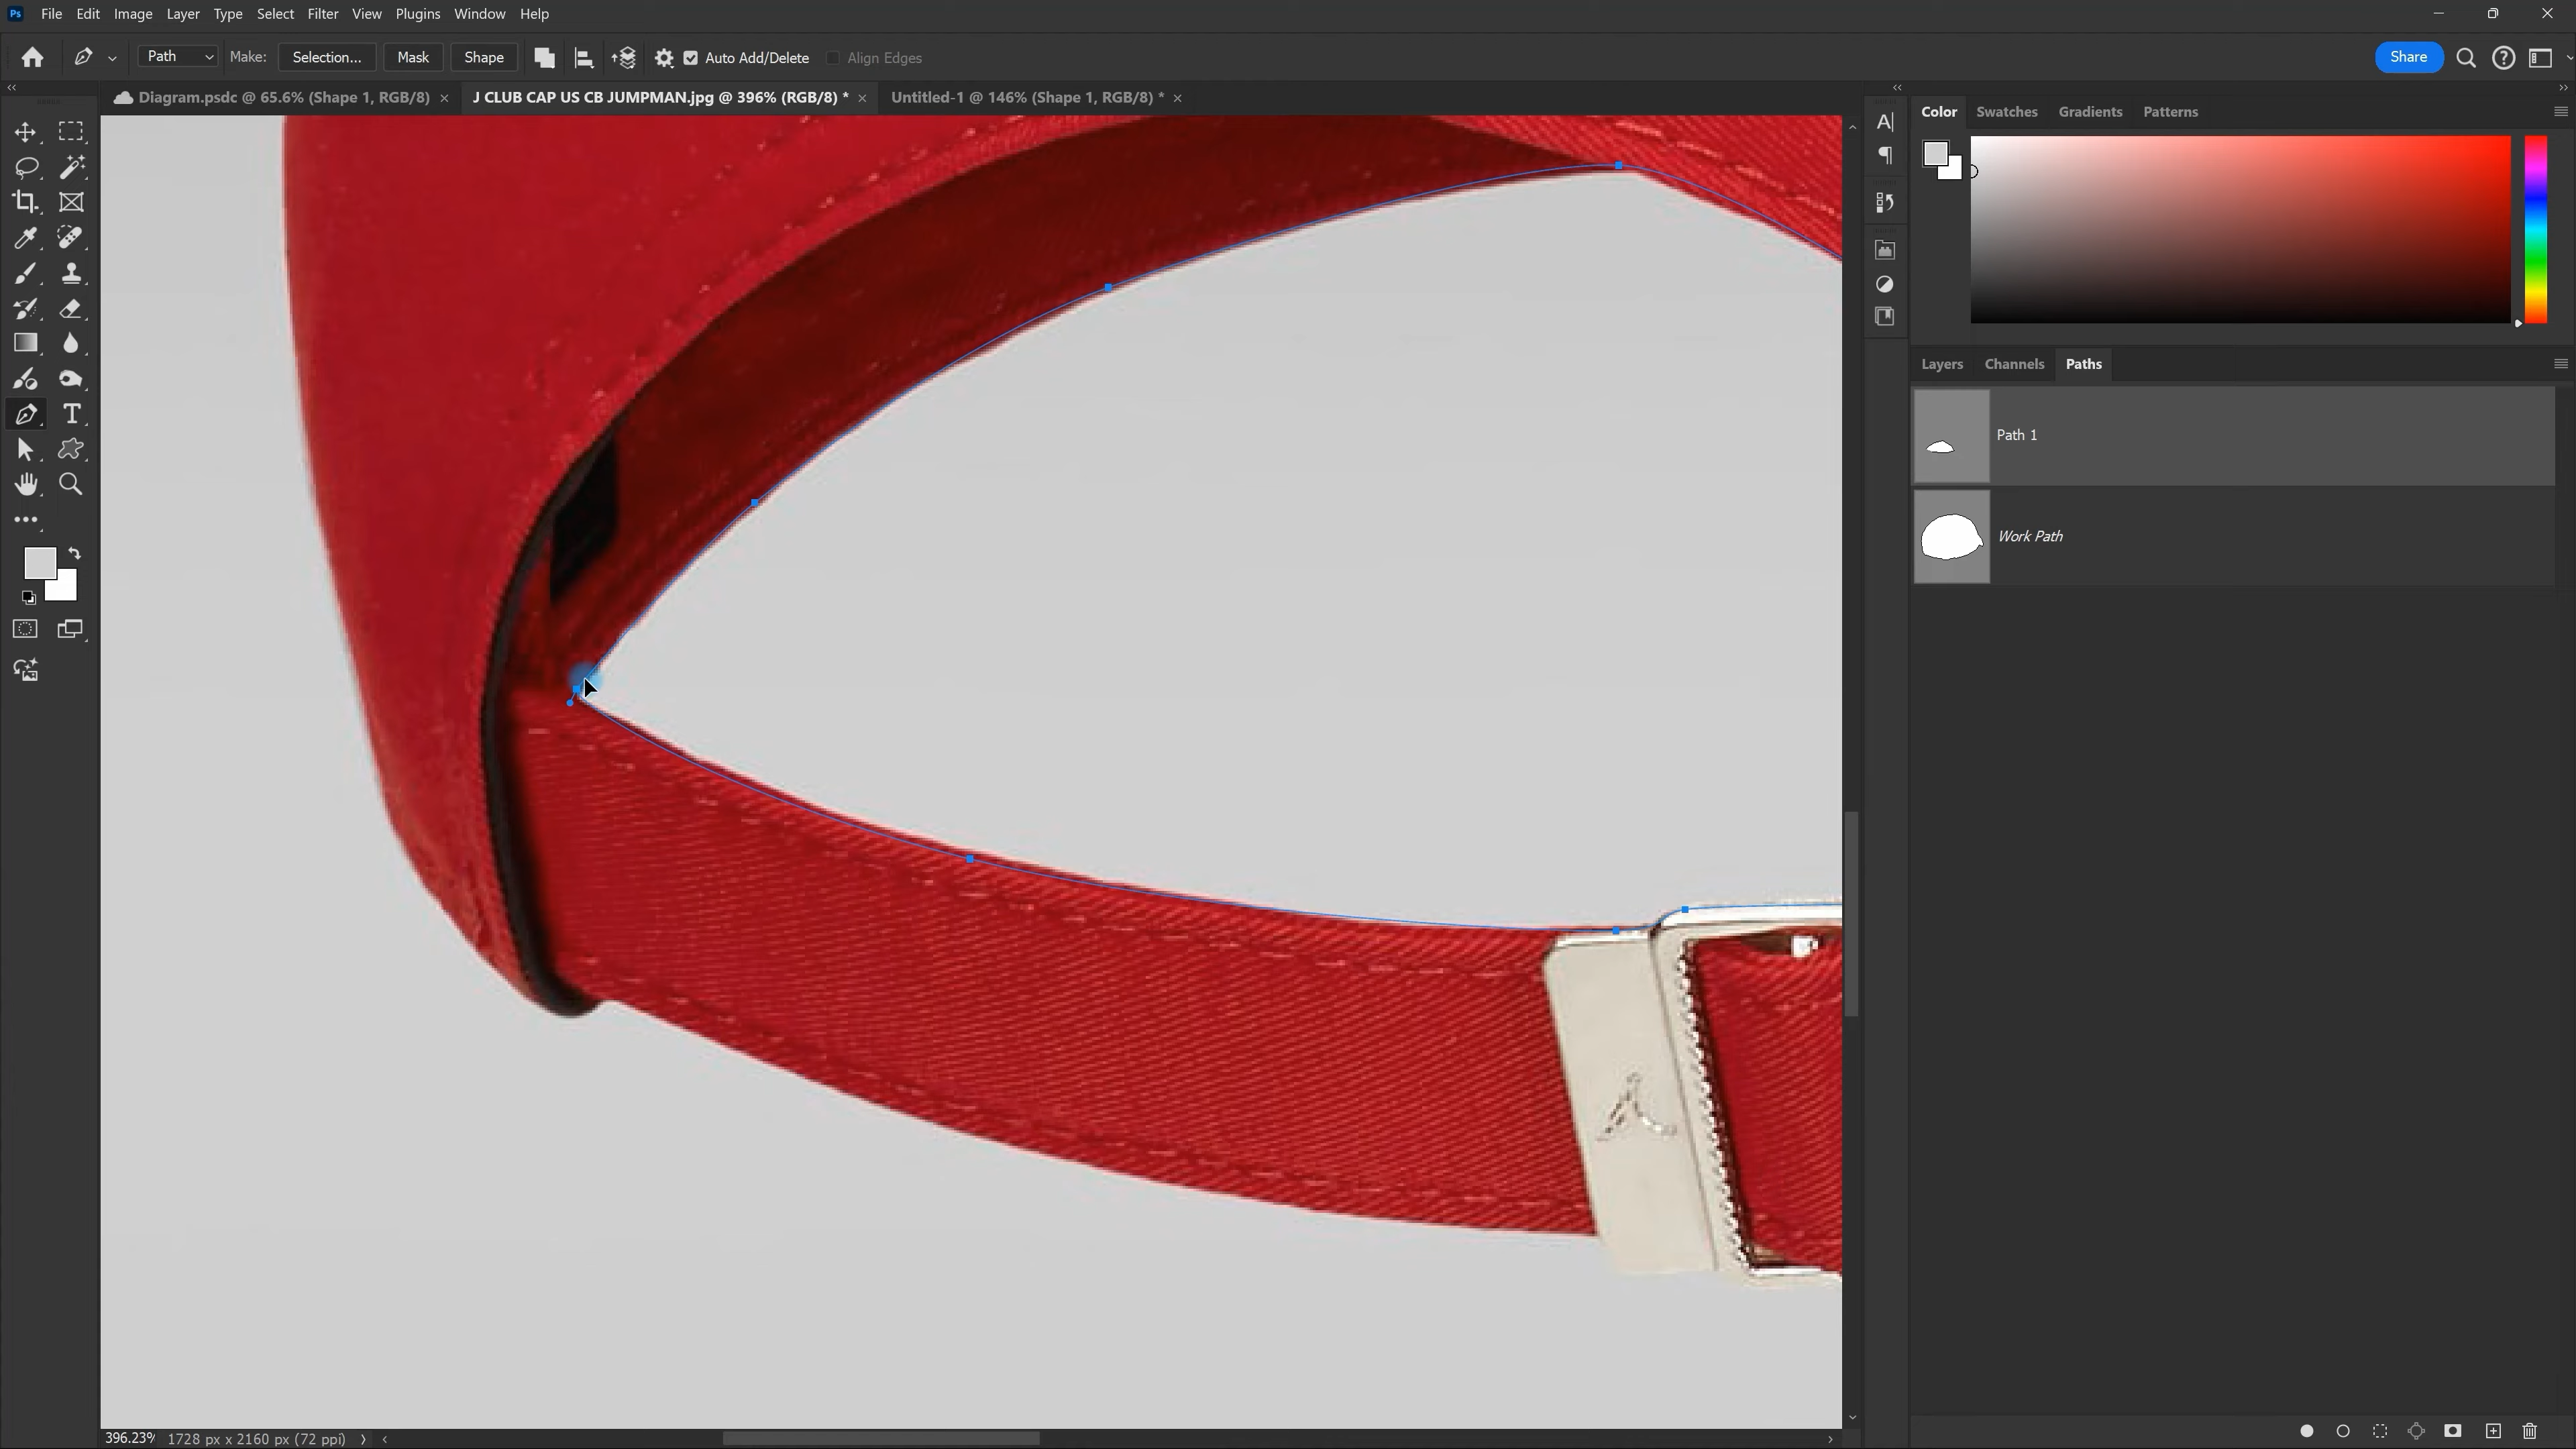 Ps File Edit Image Layer Type Select Filter View Plugins Window Help
Path Make: Selection... Mask Shape Auto Add/Delete Align Edges Share
Diagram.psdc @ 65.6% (Shape 1, RGB/8) × J CLUB CAP US CB JUMPMAN.jpg @ 396% (RGB/8) * × Untitled-1 @ 146% (Shape 1, RGB/8) * ×
Color Swatches Gradients Patterns
Layers Channels Paths
Path 1
Work Path
396.23% 1728 px x 2160 px (72 ppi)